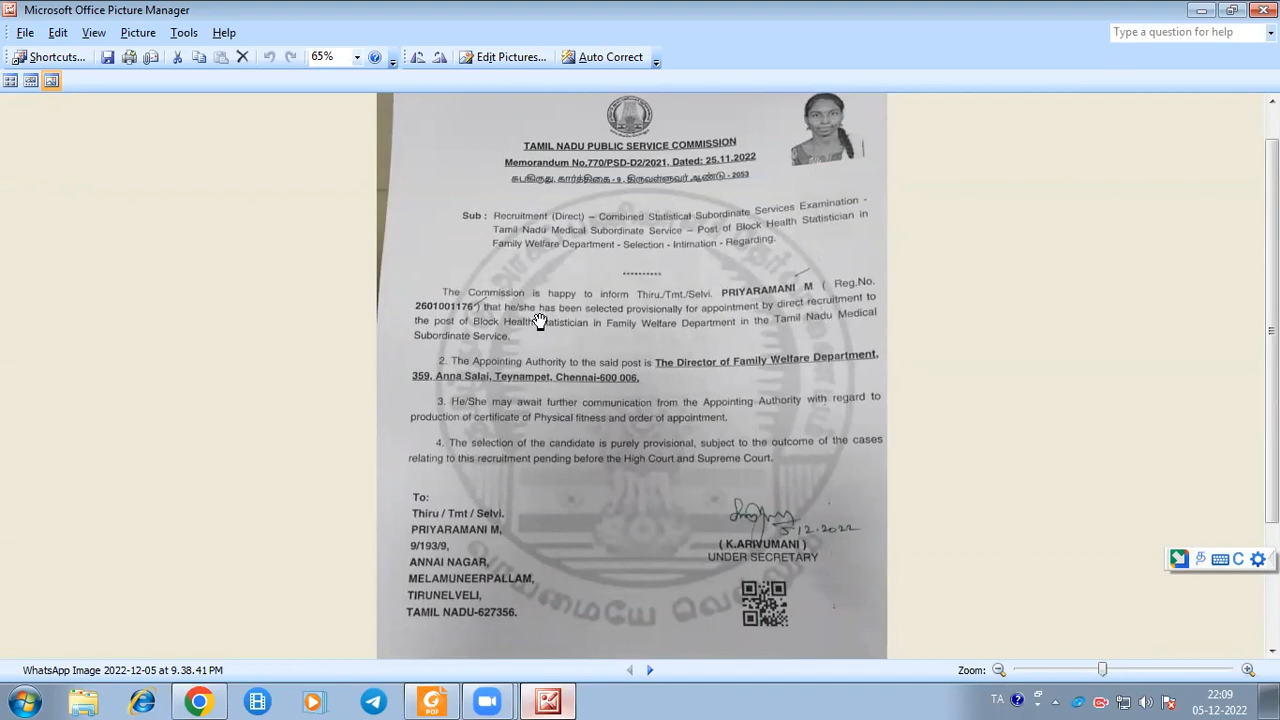 Microsoft Office Picture Manager
File Edit View Picture Tools Help
Type a question for help
Shortcuts... 65% Edit Pictures... Auto Correct
TAMIL NADU PUBLIC SERVICE COMMISSION
Memorandum No.770/PSD-D2/2021, Dated: 25.11.2022
சுபகிருது, கார்த்திகை - 9, திருவள்ளுவர் ஆண்டு - 2053
Sub : Recruitment (Direct) – Combined Statistical Subordinate Services Examination -
Tamil Nadu Medical Subordinate Service – Post of Block Health Statistician in
Family Welfare Department - Selection - Intimation - Regarding.
**********
The Commission is happy to inform Thiru./Tmt./Selvi. PRIYARAMANI M ( Reg.No.
2601001176 ) that he/she has been selected provisionally for appointment by direct recruitment to
the post of Block Health Statistician in Family Welfare Department in the Tamil Nadu Medical
Subordinate Service.
2. The Appointing Authority to the said post is The Director of Family Welfare Department,
359, Anna Salai, Teynampet, Chennai-600 006.
3. He/She may await further communication from the Appointing Authority with regard to
production of certificate of Physical fitness and order of appointment.
4. The selection of the candidate is purely provisional, subject to the outcome of the cases
relating to this recruitment pending before the High Court and Supreme Court.
To:
Thiru / Tmt / Selvi.
PRIYARAMANI M,
9/193/9,
ANNAI NAGAR,
MELAMUNEERPALLAM,
TIRUNELVELI,
TAMIL NADU-627356.
5.12.2022
( K.ARIVUMANI )
UNDER SECRETARY
WhatsApp Image 2022-12-05 at 9.38.41 PM
Zoom:
TA
22:09
05-12-2022